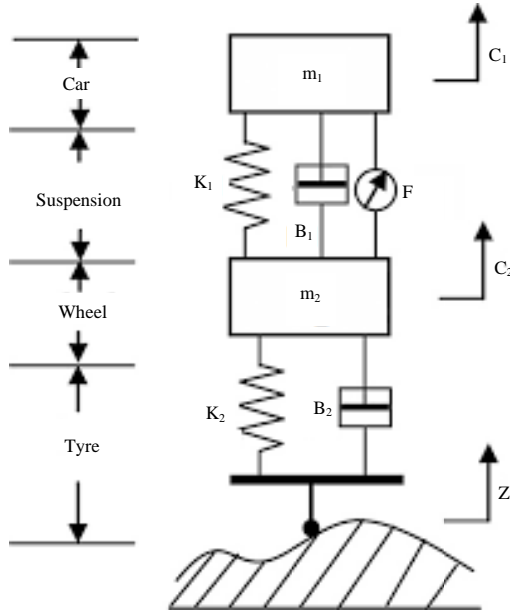 m₁
C₁
Car
K₁
F
Suspension
B₁
C₂
m₂
Wheel
K₂
B₂
Tyre
Z